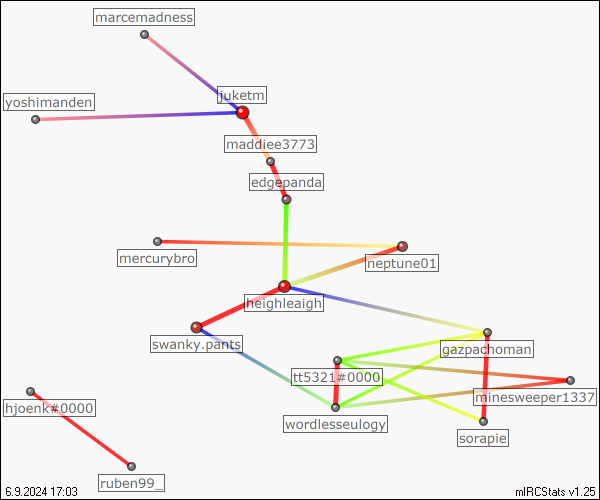 marcemadness
juketm
yoshimanden
maddiee3773
edgepanda
mercurybro
neptune01
heighleaigh
swanky.pants
gazpachoman
tt5321#0000
minesweeper1337
hjoenk#0000
wordlesseulogy
sorapie
ruben99_
6.9.2024 17:03
mIRCStats v1.25